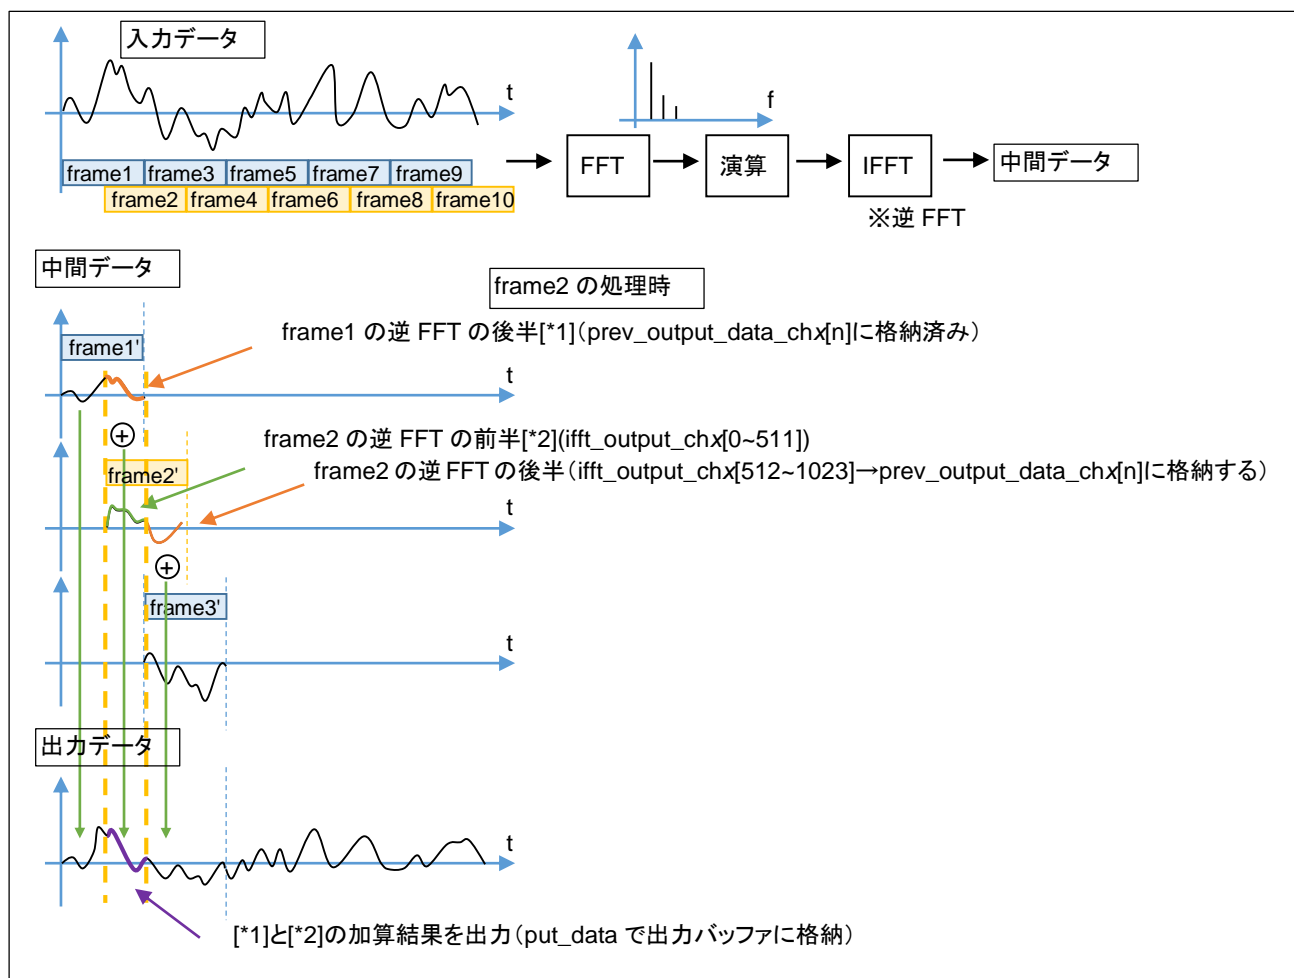 入力データ
t
f
frame1 frame3 frame5 frame7 frame9
frame2 frame4 frame6 frame8 frame10
FFT
演算
IFFT
中間データ
※逆 FFT
中間データ
frame2 の処理時
frame1 の逆 FFT の後半[*1](prev_output_data_chx[n]に格納済み)
frame1'
t
+
frame2 の逆 FFT の前半[*2](ifft_output_chx[0~511])
frame2 の逆 FFT の後半(ifft_output_chx[512~1023]→prev_output_data_chx[n]に格納する)
frame2'
t
+
frame3'
t
出力データ
t
[*1]と[*2]の加算結果を出力(put_data で出力バッファに格納)